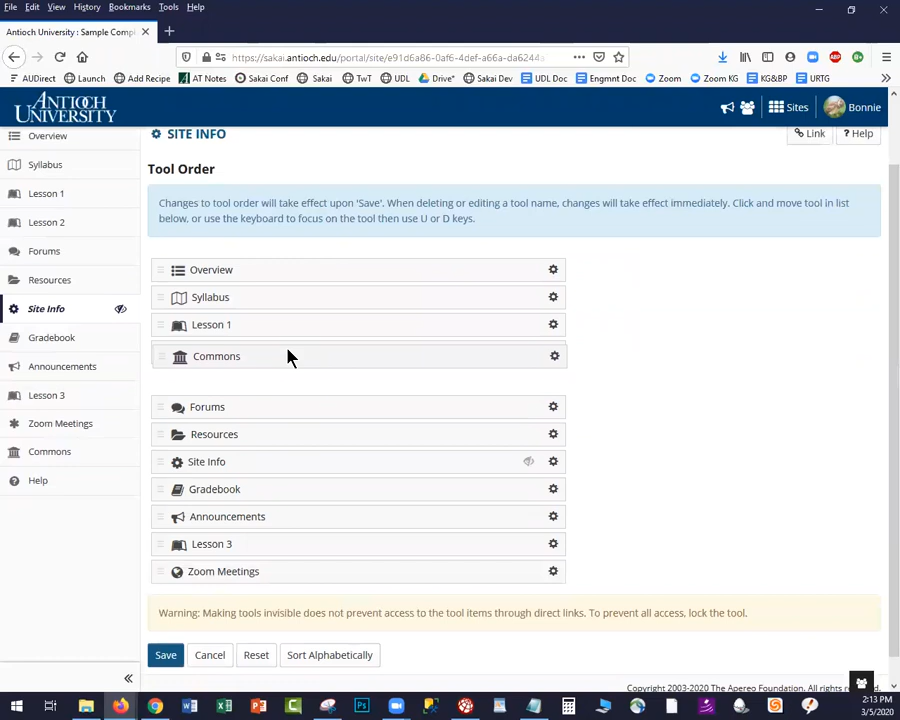 File Edit View History Bookmarks Tools Help
Antioch University : Sample Compi
https://sakai.antioch.edu/portal/site/e91d6a86-0af6-4def-a66a-da6244
AUDirect Launch Add Recipe AT Notes Sakai Conf Sakai TwT UDL Drive* Sakai Dev UDL Doc Engmt Doc Zoom Zoom KG KG&BP URTG
ANTIOCH
UNIVERSITY
Sites
Bonnie
Overview
Syllabus
Lesson 1
Lesson 2
Forums
Resources
Site Info
Gradebook
Announcements
Lesson 3
Zoom Meetings
Commons
Help
SITE INFO
Link
? Help
Tool Order
Changes to tool order will take effect upon 'Save'. When deleting or editing a tool name, changes will take effect immediately. Click and move tool in list
below, or use the keyboard to focus on the tool then use U or D keys.
Overview
Syllabus
Lesson 1
Commons
Forums
Resources
Site Info
Gradebook
Announcements
Lesson 3
Zoom Meetings
Warning: Making tools invisible does not prevent access to the tool items through direct links. To prevent all access, lock the tool.
Save Cancel Reset Sort Alphabetically
Copyright 2003-2020 The Apereo Foundation. All rights
2:13 PM
3/5/2020